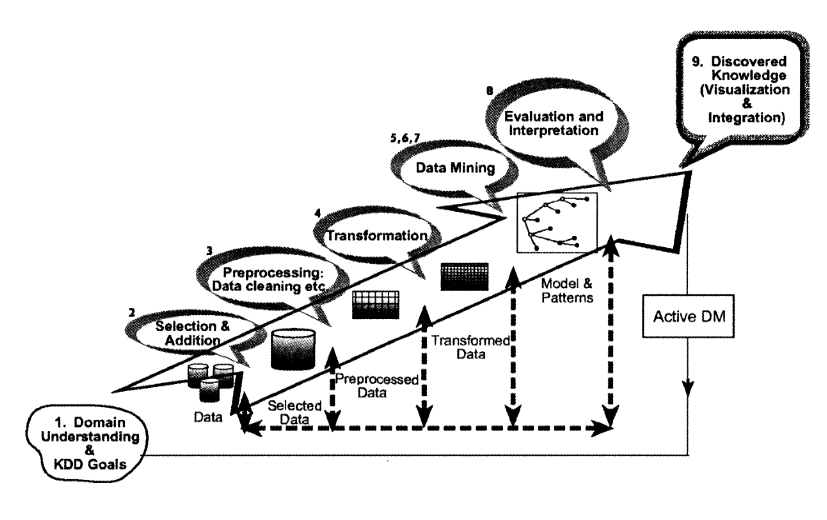 9. Discovered
Knowledge
(Visualization
&
Integration)
8
Evaluation and
Interpretation
5,6,7
Data Mining
4
Transformation
3
Preprocessing:
Data cleaning etc
2
Selection &
Addition
Model &
Patterns
Active DM
Transformed
Data
Preprocessed
Data
Selected
Data
Data
1. Domain
Understanding
&
KDD Goals